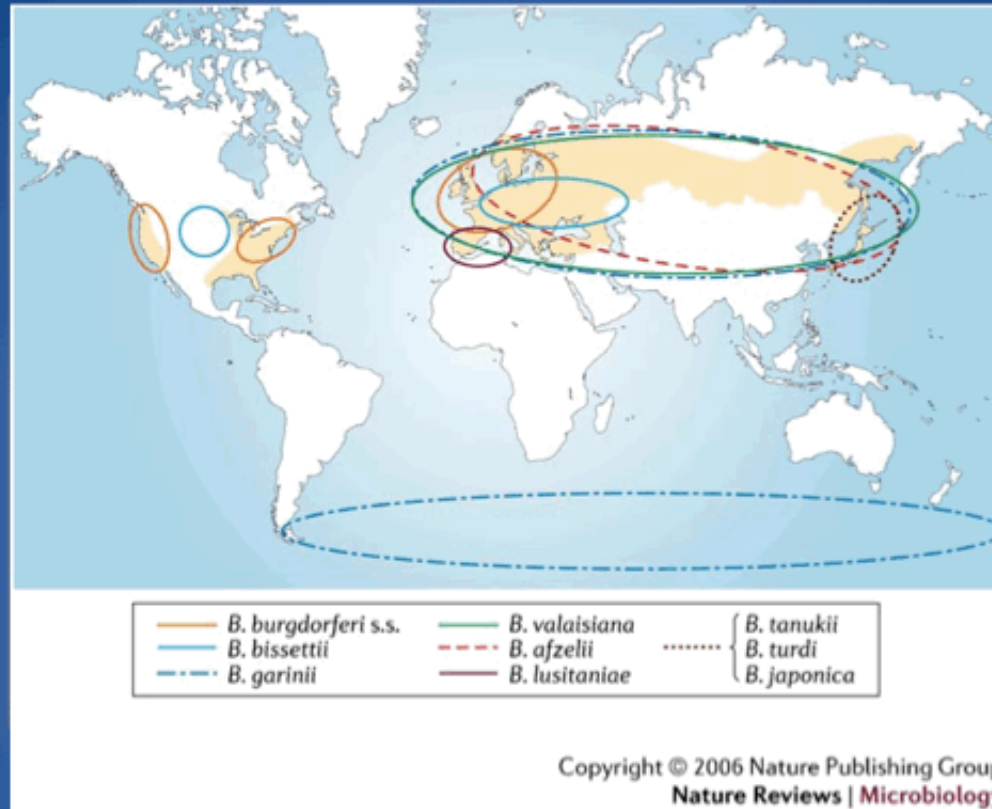 B. burgdorferi s.s.
B. bissettii
B. garinii
B. valaisiana
B. afzelii
B. lusitaniae
B. tanukii
B. turdi
B. japonica
Copyright © 2006 Nature Publishing Group
Nature Reviews | Microbiology